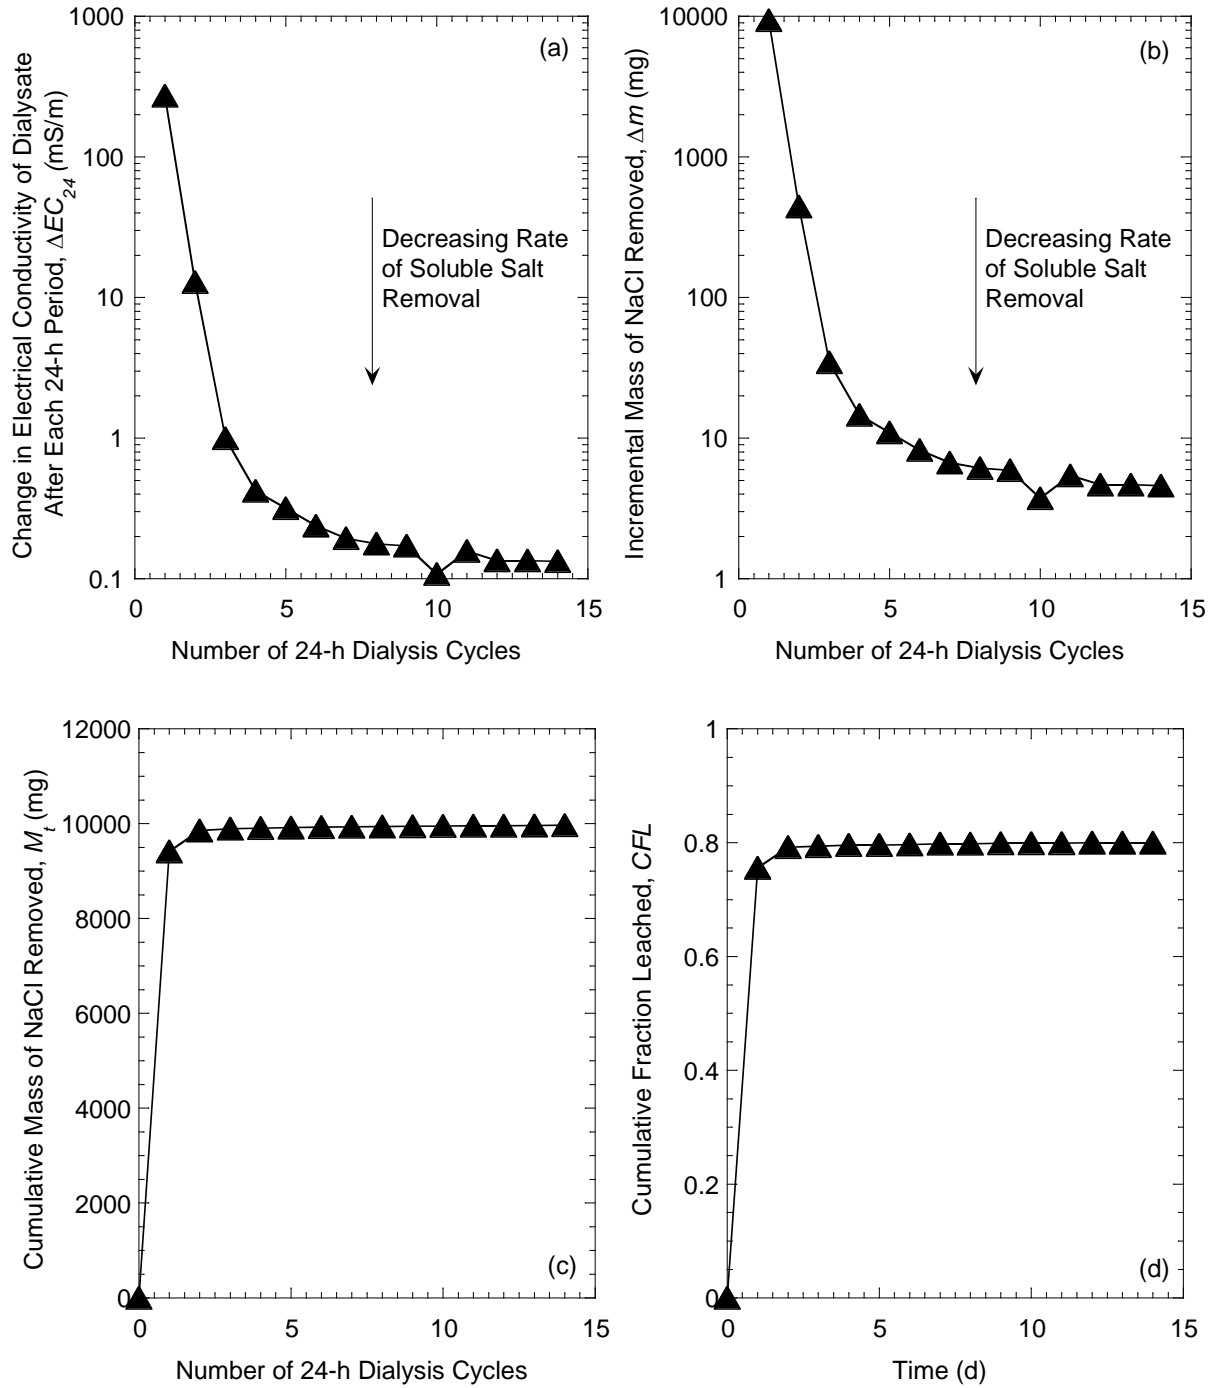 Change in Electrical Conductivity of Dialysate
After Each 24-h Period, ΔEC24 (mS/m)
1000
100
10
1
0.1
(a)
Decreasing Rate
of Soluble Salt
Removal
0 5 10 15
Number of 24-h Dialysis Cycles
Incremental Mass of NaCl Removed, Δm (mg)
10000
1000
100
10
1
(b)
Decreasing Rate
of Soluble Salt
Removal
0 5 10 15
Number of 24-h Dialysis Cycles
Cumulative Mass of NaCl Removed, Mt (mg)
12000
10000
8000
6000
4000
2000
0
(c)
0 5 10 15
Number of 24-h Dialysis Cycles
Cumulative Fraction Leached, CFL
1
0.8
0.6
0.4
0.2
0
(d)
0 5 10 15
Time (d)